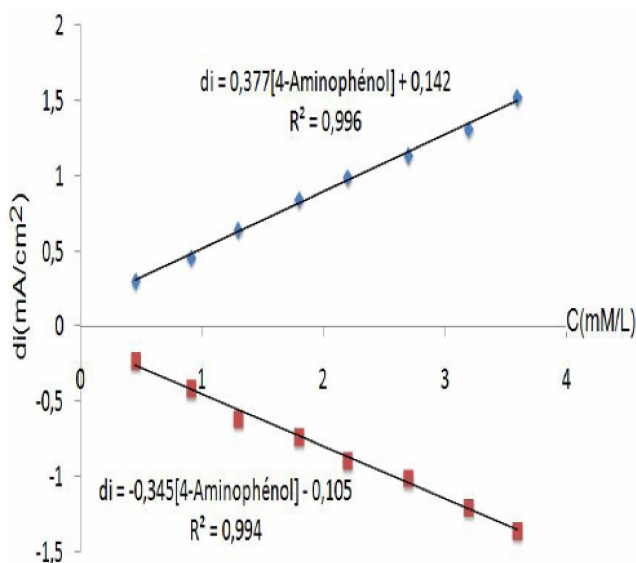 2
di = 0,377[4-Aminophénol] + 0,142
1,5
R² = 0,996
1
0,5
di(mA/cm²)
0
C(mM/L)
0 1 2 3 4
-0,5
-1
di = -0,345[4-Aminophénol] - 0,105
R² = 0,994
-1,5